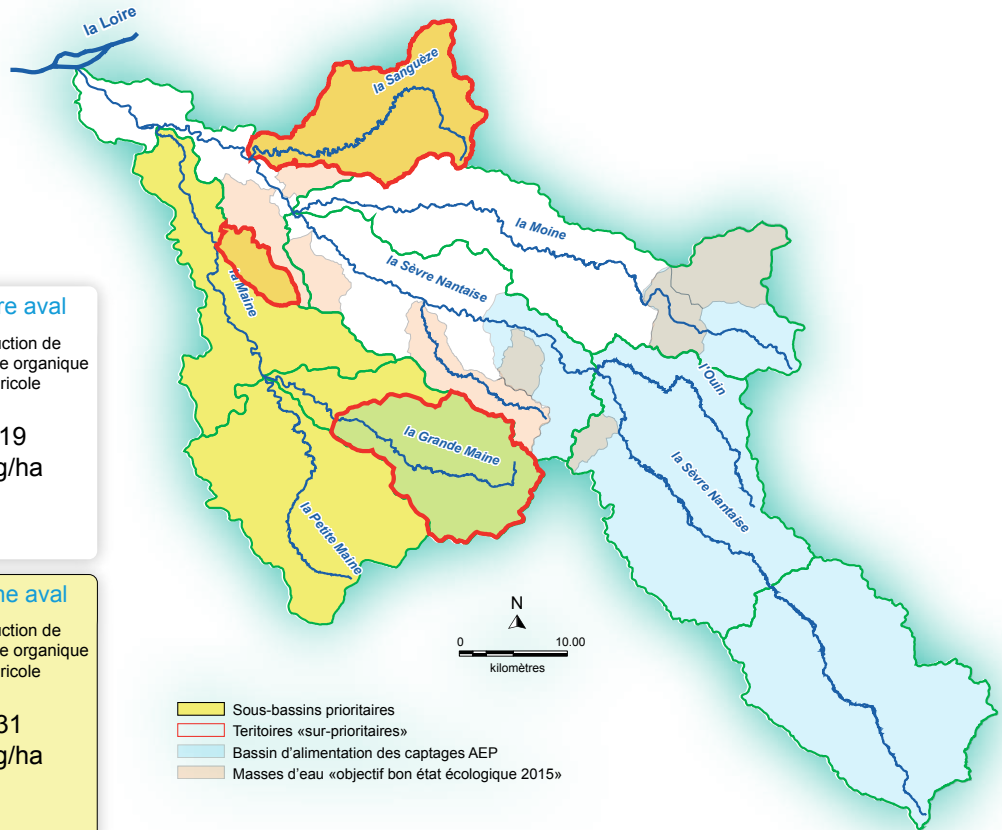 la Loire
la Sanguèze
la Moine
la Sèvre Nantaise
la Maine
l'Ouin
la Grande Maine
la Sèvre Nantaise
la Petite Maine
re aval
uction de
e organique
ricole
19
g/ha
ne aval
uction de
e organique
ricole
31
g/ha
N
0 10.00
kilomètres
Sous-bassins prioritaires
Teritoires «sur-prioritaires»
Bassin d'alimentation des captages AEP
Masses d'eau «objectif bon état écologique 2015»